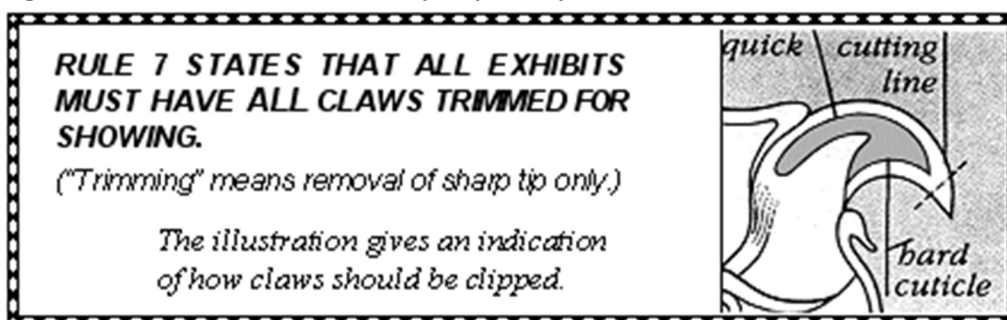 RULE 7 STATES THAT ALL EXHIBITS
MUST HAVE ALL CLAWS TRIMMED FOR
SHOWING.
("Trimming" means removal of sharp tip only.)
The illustration gives an indication
of how claws should be clipped.
quick
cutting
line
hard
cuticle